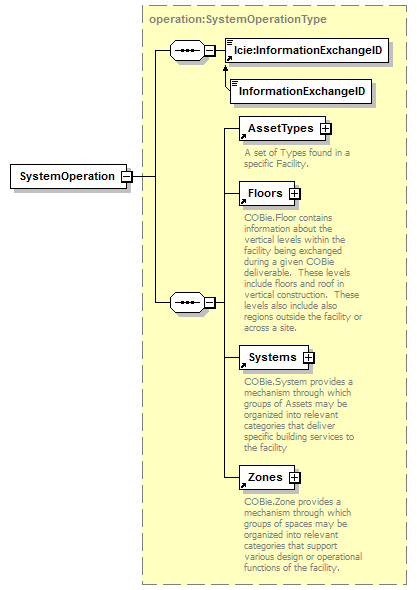 operation:SystemOperationType
lcie:InformationExchangeID
InformationExchangeID
SystemOperation
AssetTypes
A set of Types found in a
specific Facility.
Floors
COBie.Floor contains
information about the
vertical levels within the
facility being exchanged
during a given COBie
deliverable.  These levels
include floors and roof in
vertical construction.  These
levels also include also
regions outside the facility or
across a site.
Systems
COBie.System provides a
mechanism through which
groups of Assets may be
organized into relevant
categories that deliver
specific building services to
the facility
Zones
COBie.Zone provides a
mechanism through which
groups of spaces may be
organized into relevant
categories that support
various design or operational
functions of the facility.